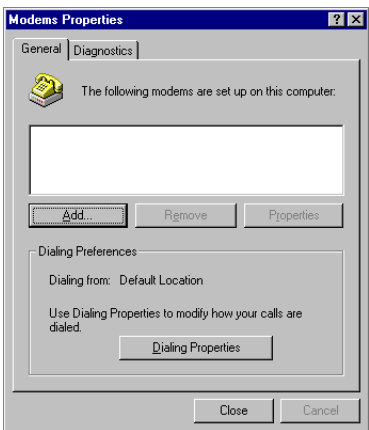 Modems Properties
General Diagnostics
The following modems are set up on this computer:
Add... Remove Properties
Dialing Preferences
Dialing from: Default Location
Use Dialing Properties to modify how your calls are
dialed.
Dialing Properties
Close Cancel